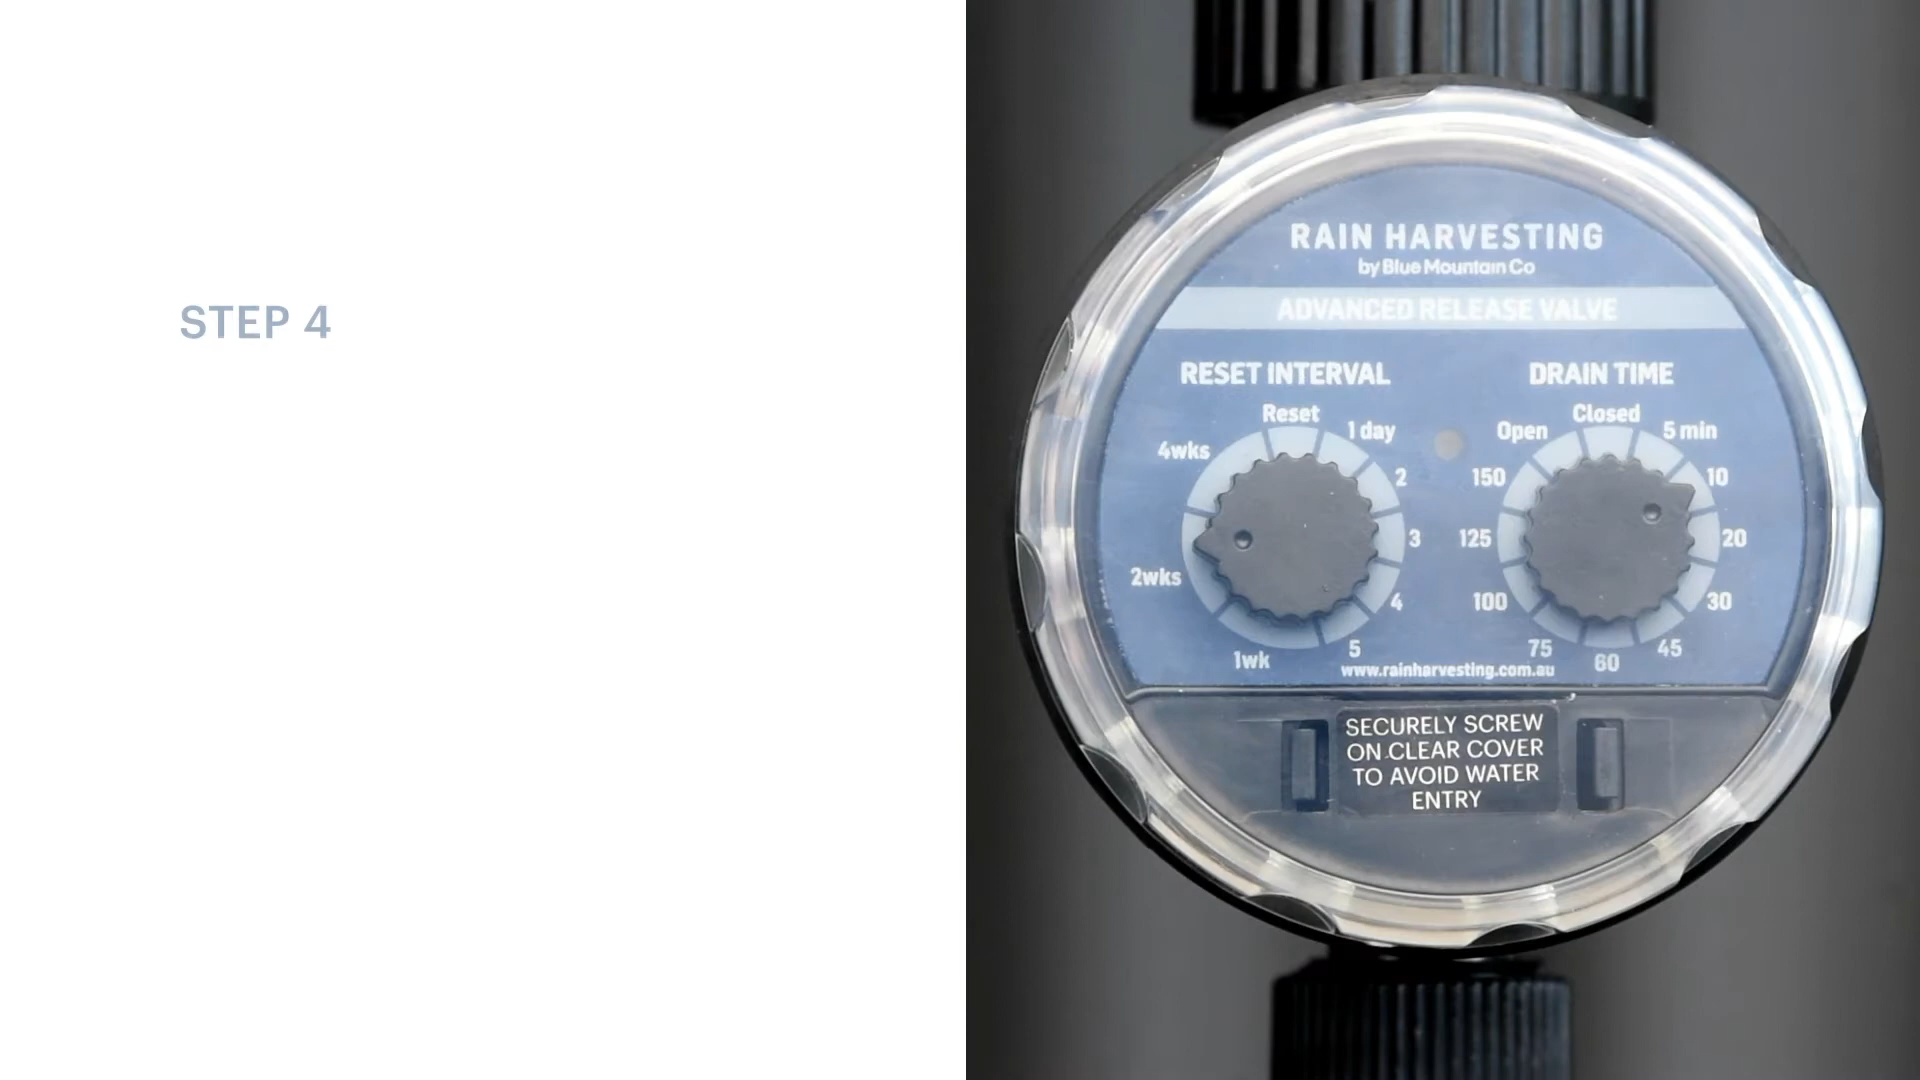 STEP 4
RAIN HARVESTING
by Blue Mountain Co
ADVANCED RELEASE VALVE
RESET INTERVAL
Reset
1 day
2
3
4
5
1wk
2wks
4wks
DRAIN TIME
Closed
5 min
10
20
30
45
60
75
100
125
150
Open
www.rainharvesting.com.au
SECURELY SCREW
ON CLEAR COVER
TO AVOID WATER
ENTRY